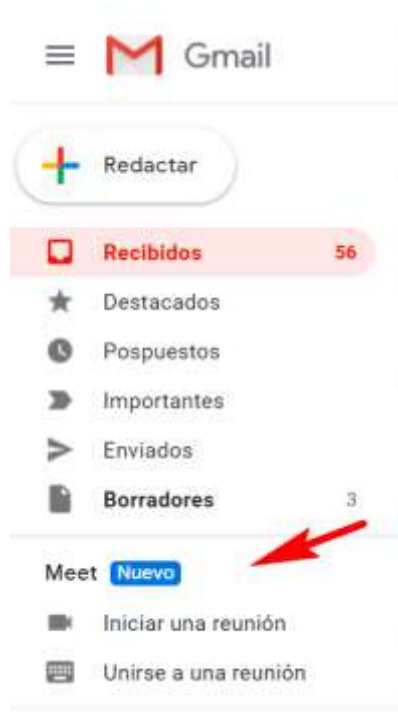 Gmail
Redactar
Recibidos 56
Destacados
Pospuestos
Importantes
Enviados
Borradores 3
Meet Nuevo
Iniciar una reunión
Unirse a una reunión